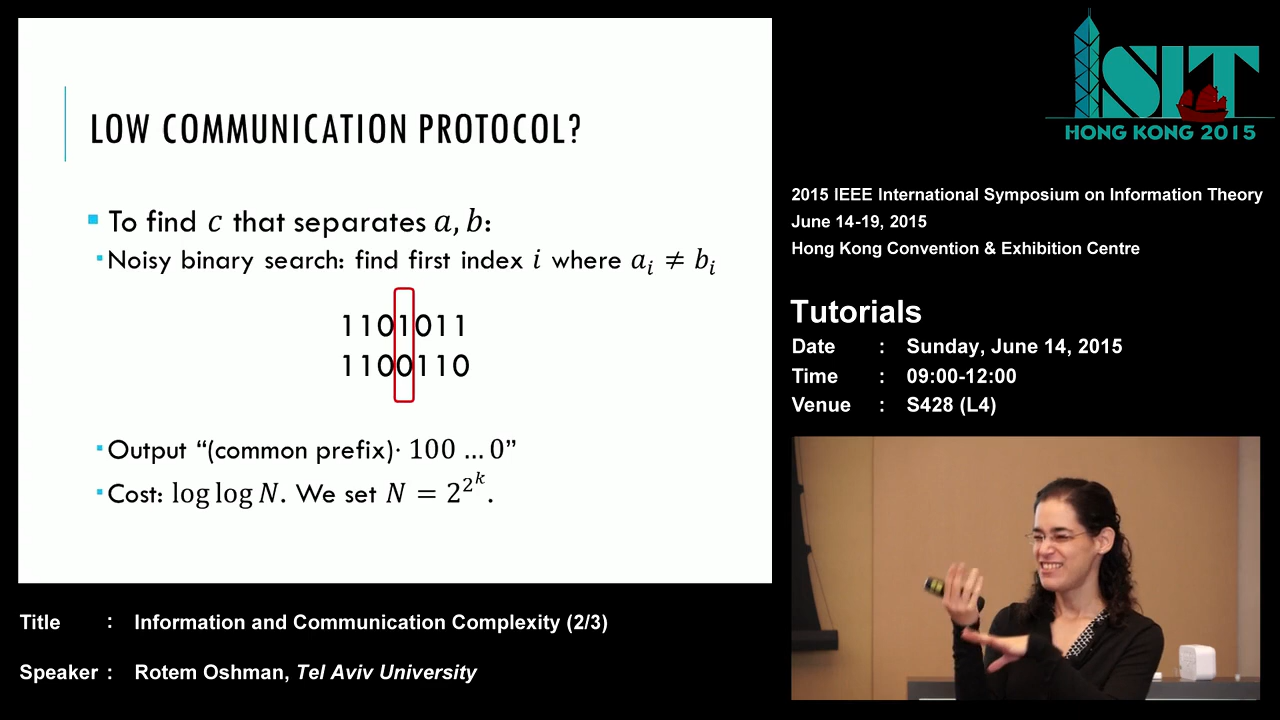 LOW COMMUNICATION PROTOCOL?
▪ To find c that separates a, b:
▪ Noisy binary search: find first index i where aᵢ ≠ bᵢ
1101011
1100110
▪ Output “(common prefix)· 100 …0”
▪ Cost: log log N. We set N = 2^{2^k}.
ISIT
HONG KONG 2015
2015 IEEE International Symposium on Information Theory
June 14-19, 2015
Hong Kong Convention & Exhibition Centre
Tutorials
Date : Sunday, June 14, 2015
Time : 09:00-12:00
Venue : S428 (L4)
Title : Information and Communication Complexity (2/3)
Speaker : Rotem Oshman, Tel Aviv University